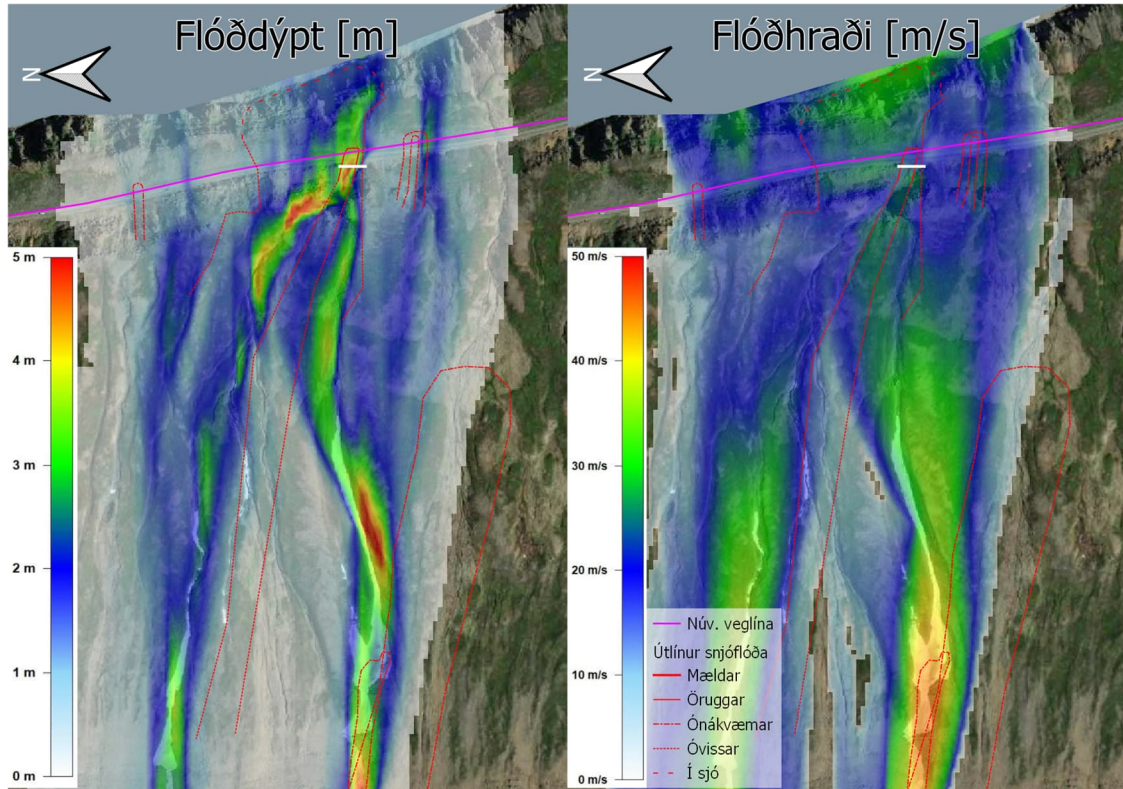 Flóðdýpt [m]
N
5 m
4 m
3 m
2 m
1 m
0 m
Flóðhraði [m/s]
N
50 m/s
40 m/s
30 m/s
20 m/s
10 m/s
0 m/s
Núv. veglína
Útlínur snjóflóða
Mældar
Öruggar
Ónákvæmar
Óvissar
Í sjó